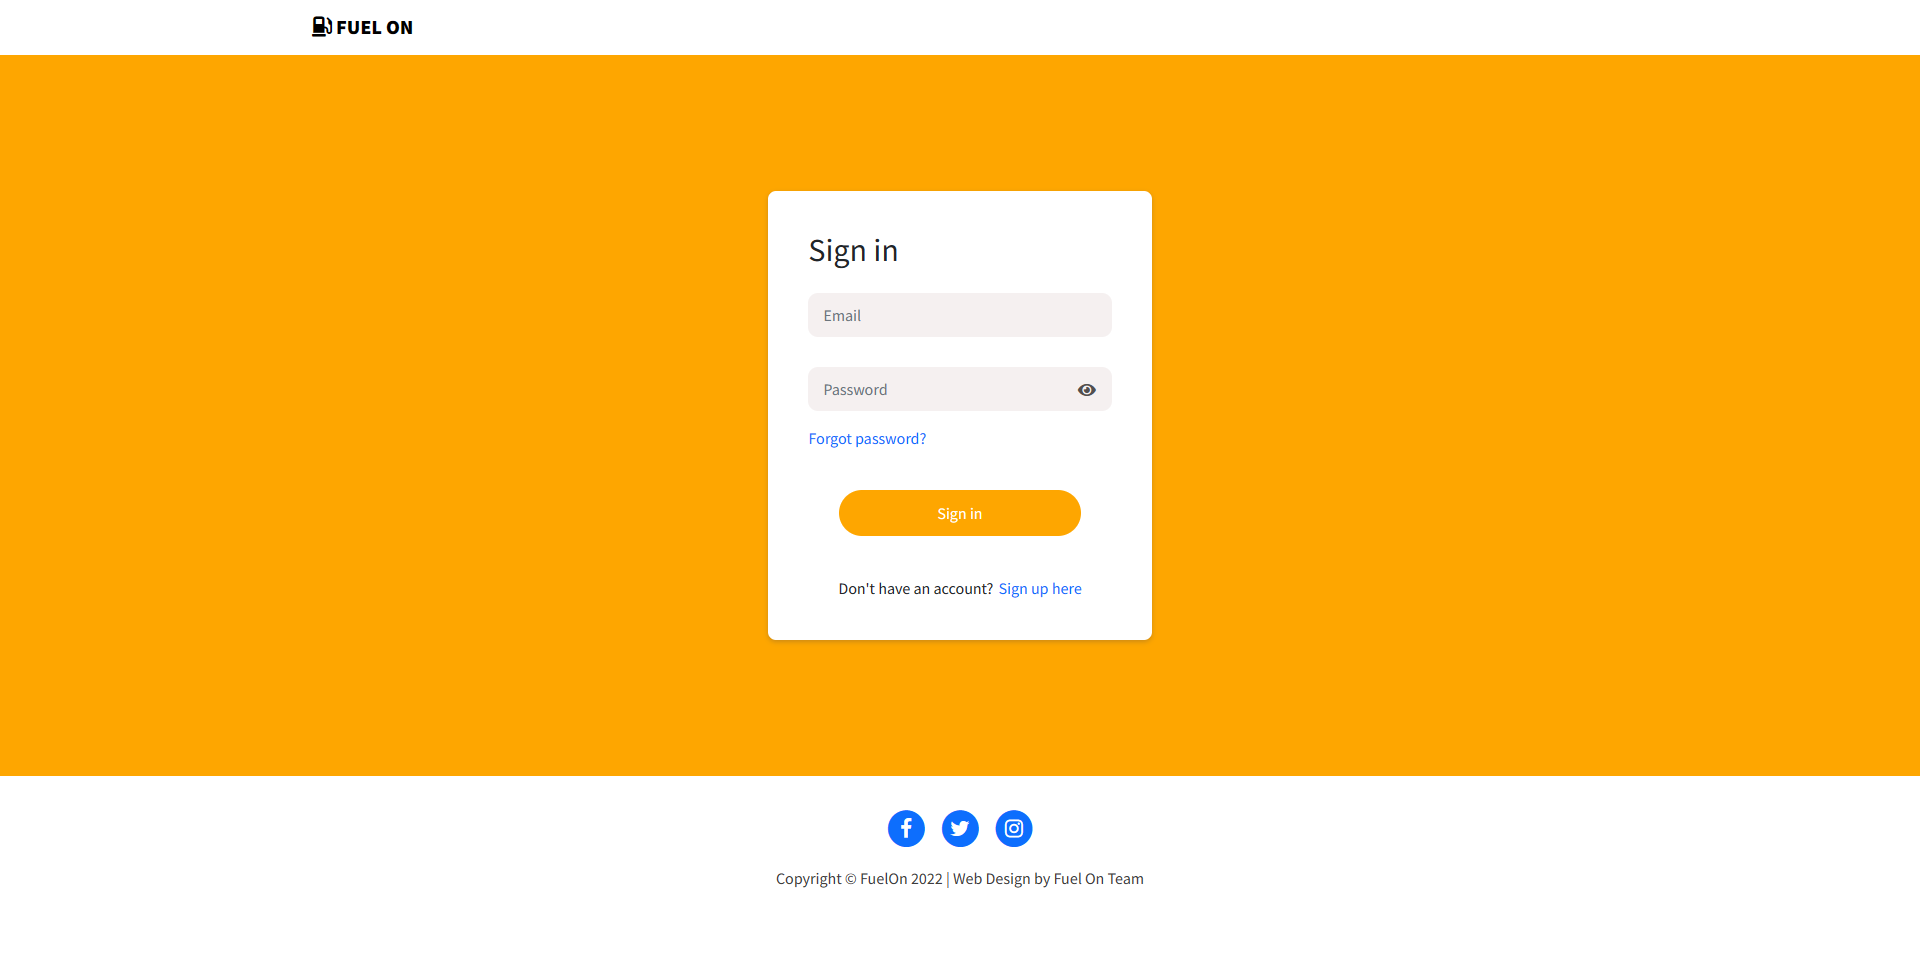 FUEL ON
Sign in
Email
Password
Forgot password?
Sign in
Don't have an account? Sign up here
Copyright © FuelOn 2022 | Web Design by Fuel On Team